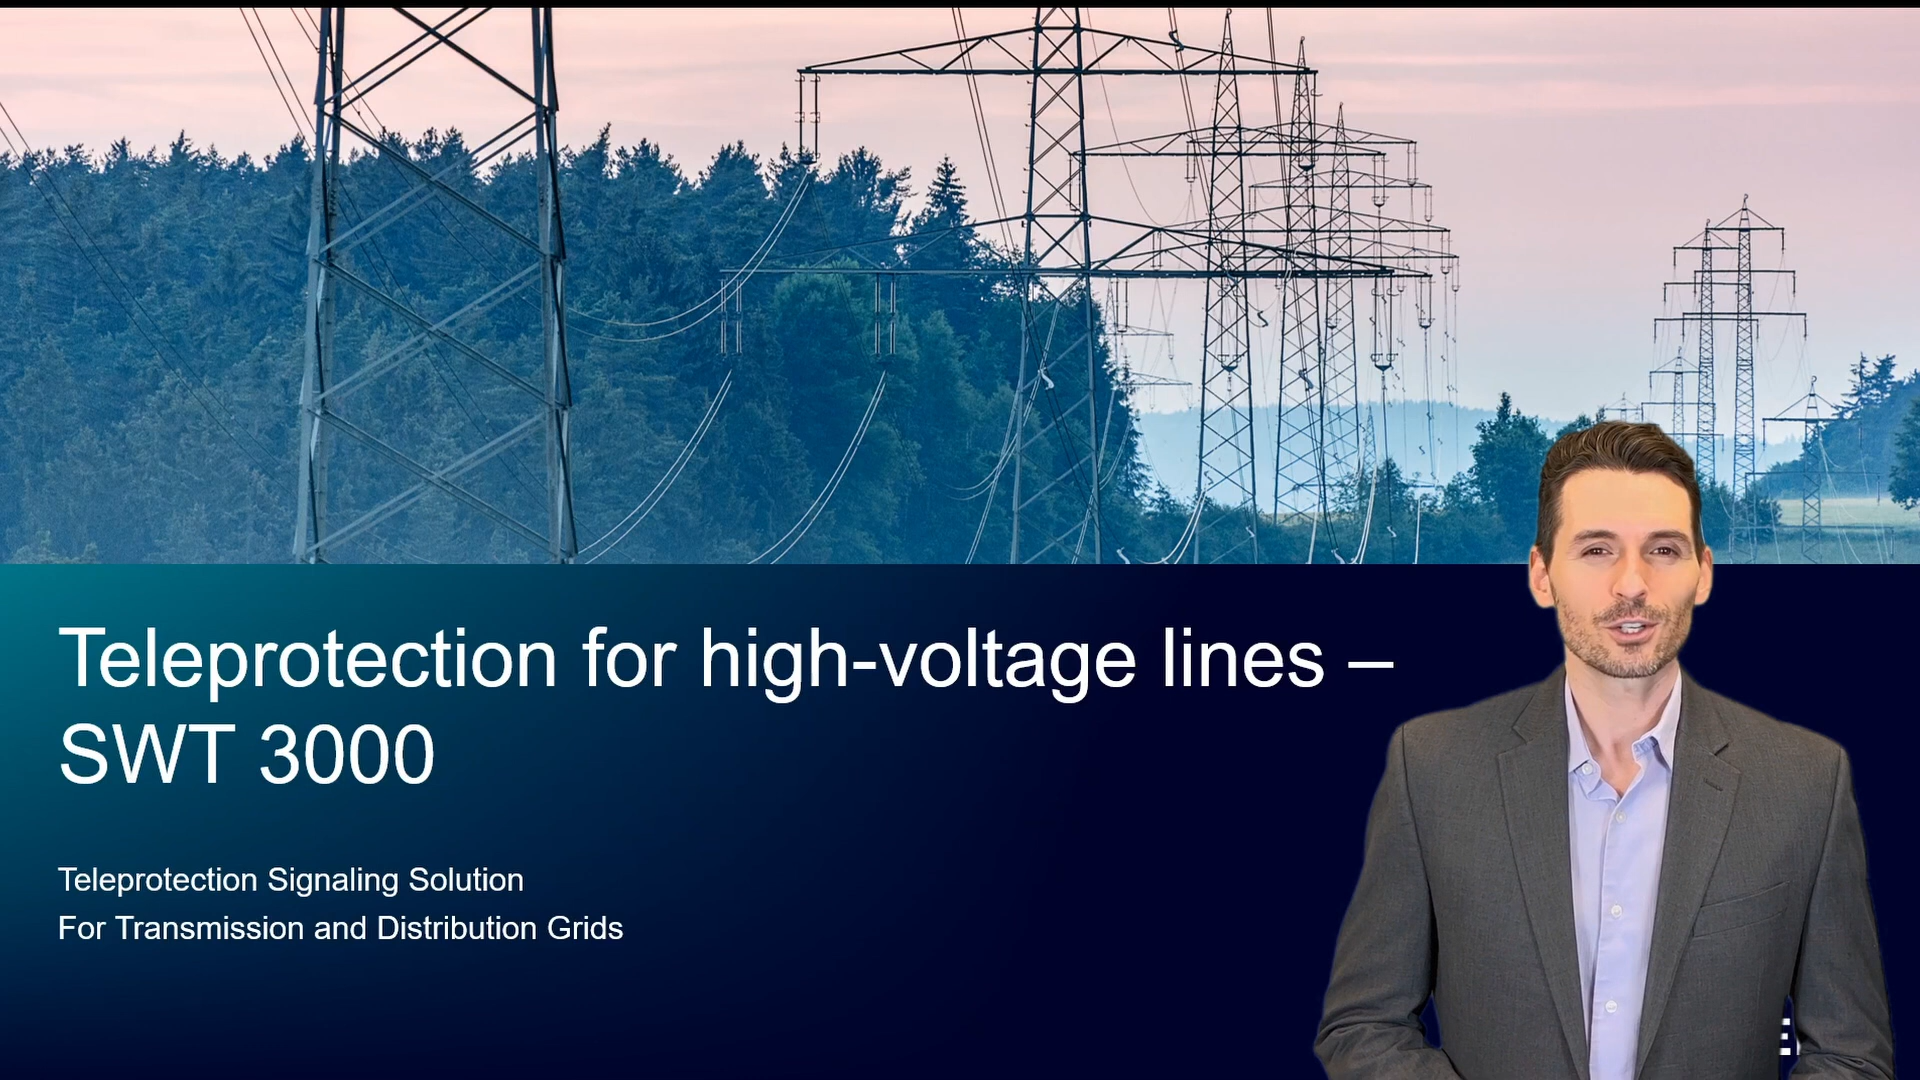 Teleprotection for high-voltage lines –
SWT 3000
Teleprotection Signaling Solution
For Transmission and Distribution Grids